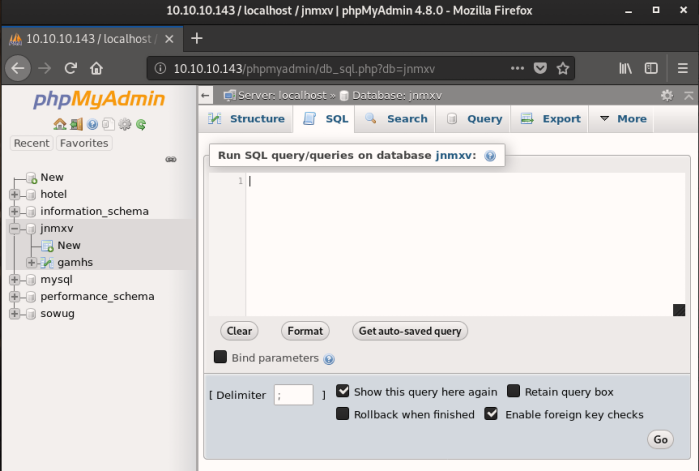 10.10.10.143 / localhost / jnmxv | phpMyAdmin 4.8.0 - Mozilla Firefox
10.10.10.143 / localhost /
10.10.10.143/phpmyadmin/db_sql.php?db=jnmxv
phpMyAdmin
Recent Favorites
New
hotel
information_schema
jnmxv
New
gamhs
mysql
performance_schema
sowug
Server: localhost » Database: jnmxv
Structure SQL Search Query Export More
Run SQL query/queries on database jnmxv:
1
Clear Format Get auto-saved query
Bind parameters
[ Delimiter ; ] Show this query here again Retain query box
Rollback when finished Enable foreign key checks
Go